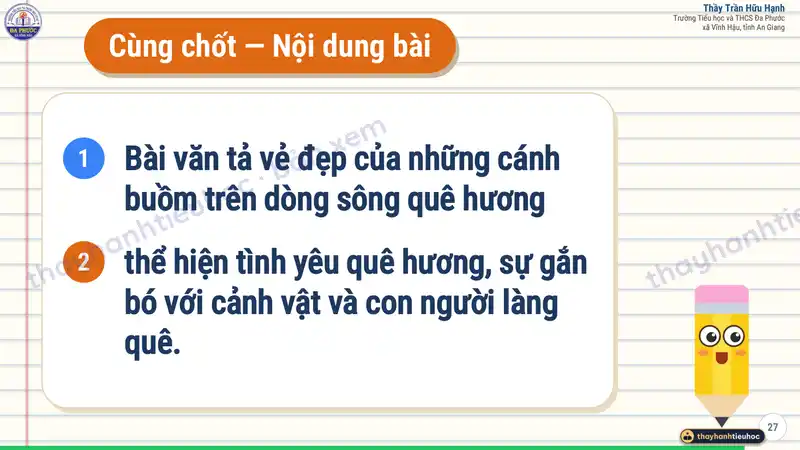 Thầy Trần Hữu Hạnh
Trường Tiểu học và THCS Đa Phước
xã Vĩnh Hậu, tỉnh An Giang
ĐA PHƯỚC
Cùng chốt — Nội dung bài
1 Bài văn tả vẻ đẹp của những cánh
buồm trên dòng sông quê hương
2 thể hiện tình yêu quê hương, sự gắn
bó với cảnh vật và con người làng
quê.
thayhanhtieuhoc
27